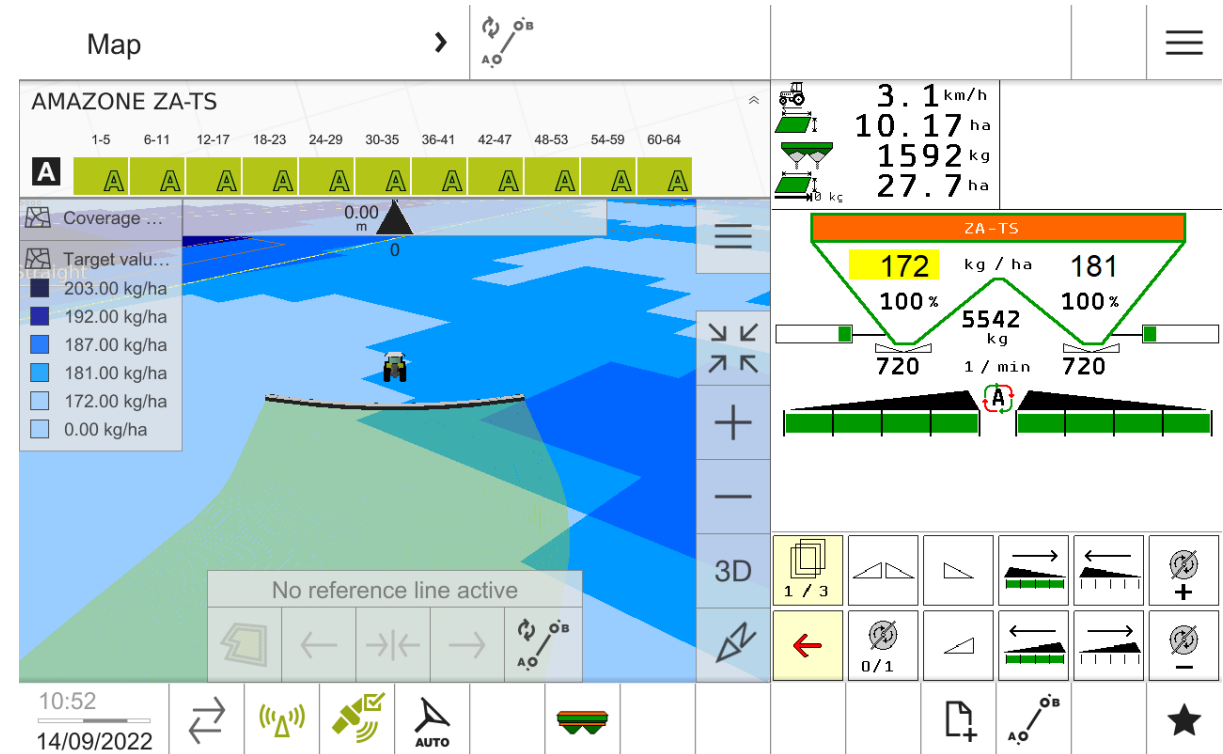 Map
A B
AMAZONE ZA-TS
1-5 6-11 12-17 18-23 24-29 30-35 36-41 42-47 48-53 54-59 60-64
A A A A A A A A A A A A
Coverage ...
0.00
m
0
Target valu...
Straight
203.00 kg/ha
192.00 kg/ha
187.00 kg/ha
181.00 kg/ha
172.00 kg/ha
0.00 kg/ha
3D
No reference line active
A B
3.1 km/h
10.17 ha
1592 kg
27.7 ha
0 kg
ZA-TS
172 kg / ha 181
100 % 100 %
5542
kg
720 1 / min 720
A
1 / 3
+
0/1
−
10:52
14/09/2022
AUTO
A B